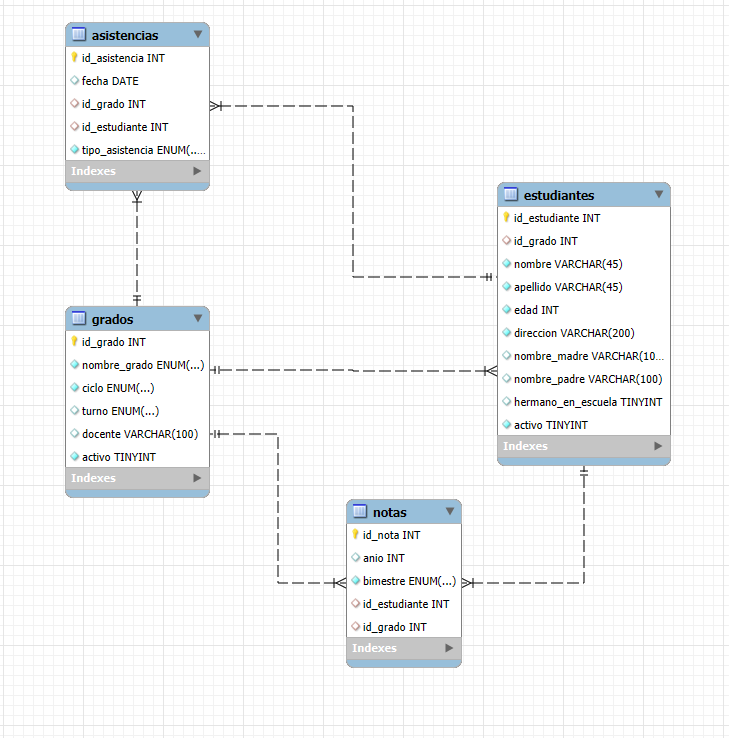 asistencias
id_asistencia INT
fecha DATE
id_grado INT
id_estudiante INT
tipo_asistencia ENUM(.....
Indexes
estudiantes
id_estudiante INT
id_grado INT
nombre VARCHAR(45)
apellido VARCHAR(45)
edad INT
direccion VARCHAR(200)
nombre_madre VARCHAR(10...
nombre_padre VARCHAR(100)
hermano_en_escuela TINYINT
activo TINYINT
Indexes
grados
id_grado INT
nombre_grado ENUM(...)
ciclo ENUM(...)
turno ENUM(...)
docente VARCHAR(100)
activo TINYINT
Indexes
notas
id_nota INT
anio INT
bimestre ENUM(...)
id_estudiante INT
id_grado INT
Indexes